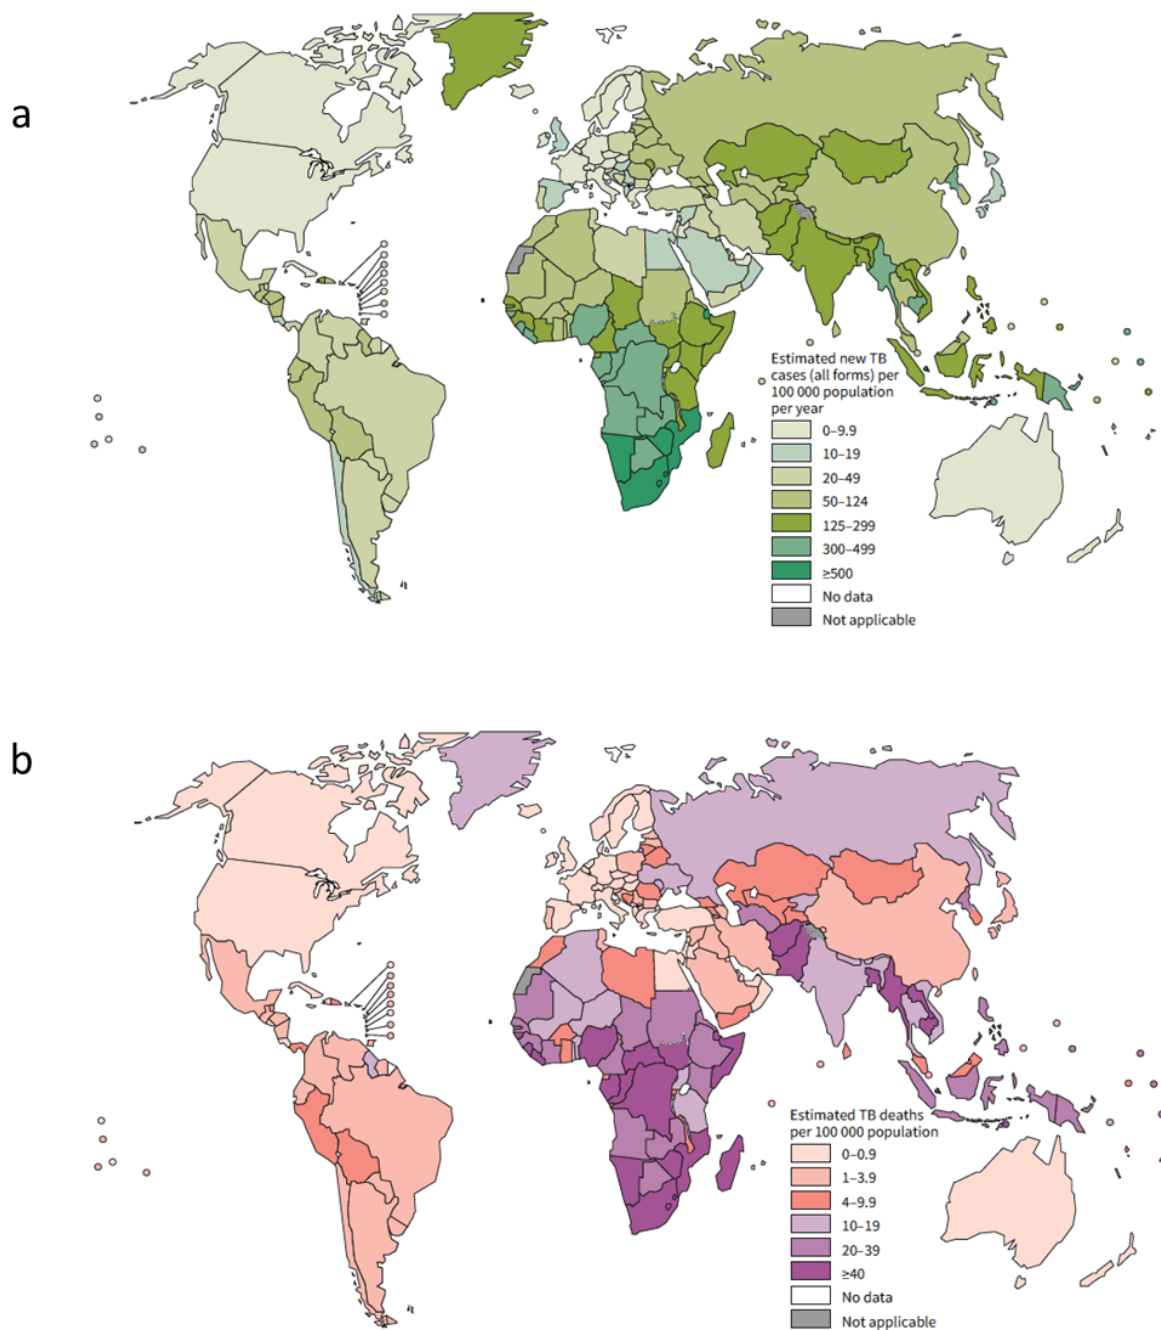 a
Estimated new TB
cases (all forms) per
100 000 population
per year
0–9.9
10–19
20–49
50–124
125–299
300–499
≥500
No data
Not applicable
b
Estimated TB deaths
per 100 000 population
0–0.9
1–3.9
4–9.9
10–19
20–39
≥40
No data
Not applicable